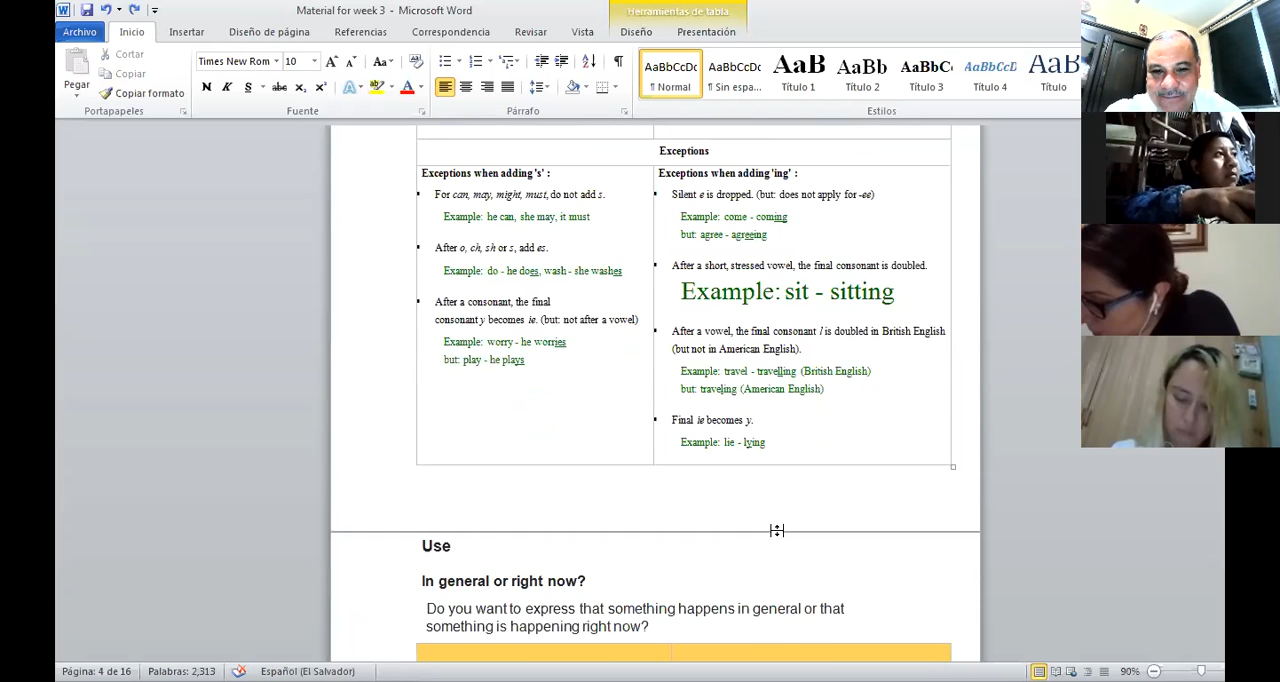 Material for week 3 - Microsoft Word
Herramientas de tabla
Archivo Inicio Insertar Diseño de página Referencias Correspondencia Revisar Vista Diseño Presentación
Pegar
Cortar
Copiar
Copiar formato
Portapapeles
Times New Rom 10
N K S abc
Fuente
Párrafo
AaBbCcDc AaBbCcDc AaB AaBb AaBbC AaBbCcD AaB
¶ Normal ¶ Sin espa... Título 1 Título 2 Título 3 Título 4 Título
Estilos
Exceptions
Exceptions when adding 's' :
For can, may, might, must, do not add s.
Example: he can, she may, it must
After o, ch, sh or s, add es.
Example: do - he does, wash - she washes
After a consonant, the final
consonant y becomes ie. (but: not after a vowel)
Example: worry - he worries
but: play - he plays
Exceptions when adding 'ing' :
Silent e is dropped. (but: does not apply for -ee)
Example: come - coming
but: agree - agreeing
After a short, stressed vowel, the final consonant is doubled.
Example: sit - sitting
After a vowel, the final consonant l is doubled in British English
(but not in American English).
Example: travel - travelling (British English)
but: traveling (American English)
Final ie becomes y.
Example: lie - lying
Use
In general or right now?
Do you want to express that something happens in general or that
something is happening right now?
Página: 4 de 16 Palabras: 2,313 Español (El Salvador) 90%